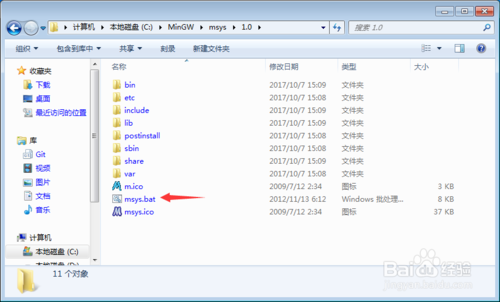 计算机 ▸ 本地磁盘 (C:) ▸ MinGW ▸ msys ▸ 1.0 ▸
搜索 1.0
组织 包含到库中 共享 刻录 新建文件夹
名称 修改日期 类型 大小
收藏夹
下载
桌面
最近访问的位置
库
Git
视频
图片
文档
音乐
计算机
本地磁盘 (C:)
bin 2017/10/7 15:09 文件夹
etc 2017/10/7 15:08 文件夹
include 2017/10/7 15:09 文件夹
lib 2017/10/7 15:09 文件夹
postinstall 2017/10/7 15:08 文件夹
sbin 2017/10/7 15:08 文件夹
share 2017/10/7 15:08 文件夹
var 2017/10/7 15:08 文件夹
m.ico 2009/7/12 2:34 图标 3 KB
msys.bat 2012/11/13 6:12 Windows 批处理... 8 KB
msys.ico 2009/7/12 2:34 图标 37 KB
11 个对象
Baidu 经验
jingyan.baidu.com